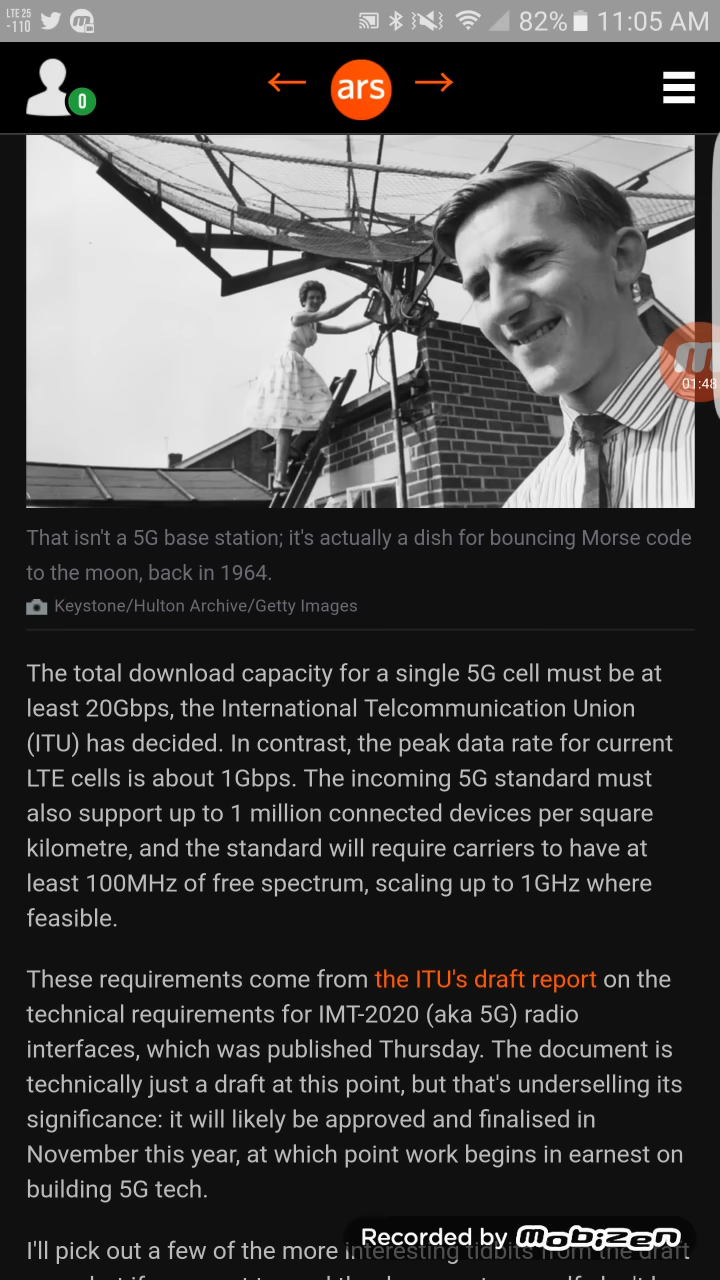 LTE 25
-110
82% 11:05 AM
0
ars
01:48
That isn't a 5G base station; it's actually a dish for bouncing Morse code
to the moon, back in 1964.
Keystone/Hulton Archive/Getty Images
The total download capacity for a single 5G cell must be at
least 20Gbps, the International Telcommunication Union
(ITU) has decided. In contrast, the peak data rate for current
LTE cells is about 1Gbps. The incoming 5G standard must
also support up to 1 million connected devices per square
kilometre, and the standard will require carriers to have at
least 100MHz of free spectrum, scaling up to 1GHz where
feasible.
These requirements come from the ITU's draft report on the
technical requirements for IMT-2020 (aka 5G) radio
interfaces, which was published Thursday. The document is
technically just a draft at this point, but that's underselling its
significance: it will likely be approved and finalised in
November this year, at which point work begins in earnest on
building 5G tech.
Recorded by mobizen
I'll pick out a few of the more interesting tidbits from the draft